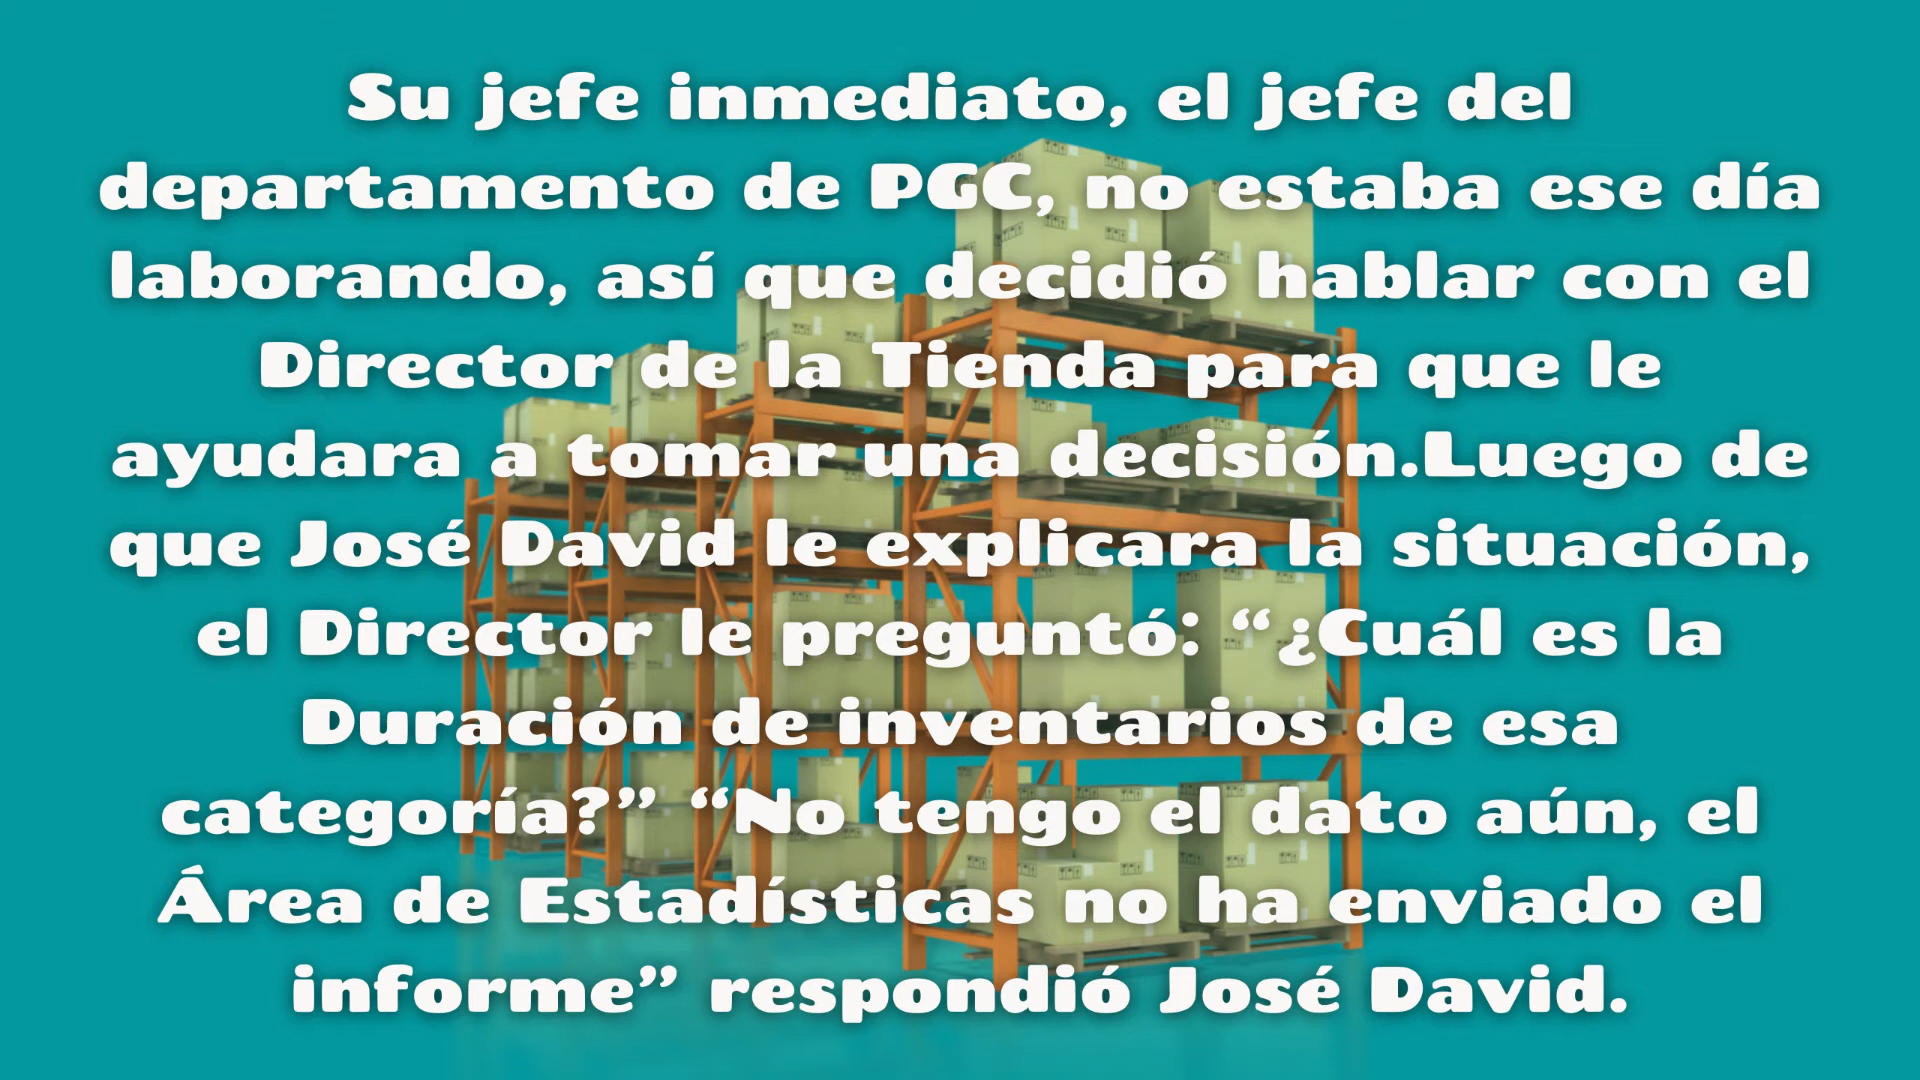 Su jefe inmediato, el jefe del
departamento de PGC, no estaba ese día
laborando, así que decidió hablar con el
Director de la Tienda para que le
ayudara a tomar una decisión.Luego de
que José David le explicara la situación,
el Director le preguntó: “¿Cuál es la
Duración de inventarios de esa
categoría?” “No tengo el dato aún, el
Área de Estadísticas no ha enviado el
informe” respondió José David.